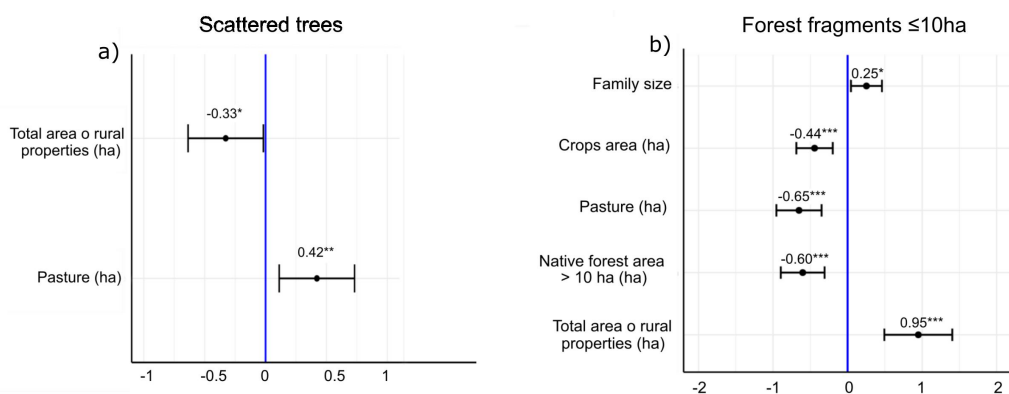 Scattered trees
a)
-0.33*
Total area o rural
properties (ha)
0.42**
Pasture (ha)
-1 -0.5 0 0.5 1
Forest fragments ≤10ha
b)
Family size
0.25*
Crops area (ha)
-0.44***
Pasture (ha)
-0.65***
Native forest area
> 10 ha (ha)
-0.60***
Total area o rural
properties (ha)
0.95***
-2 -1 0 1 2